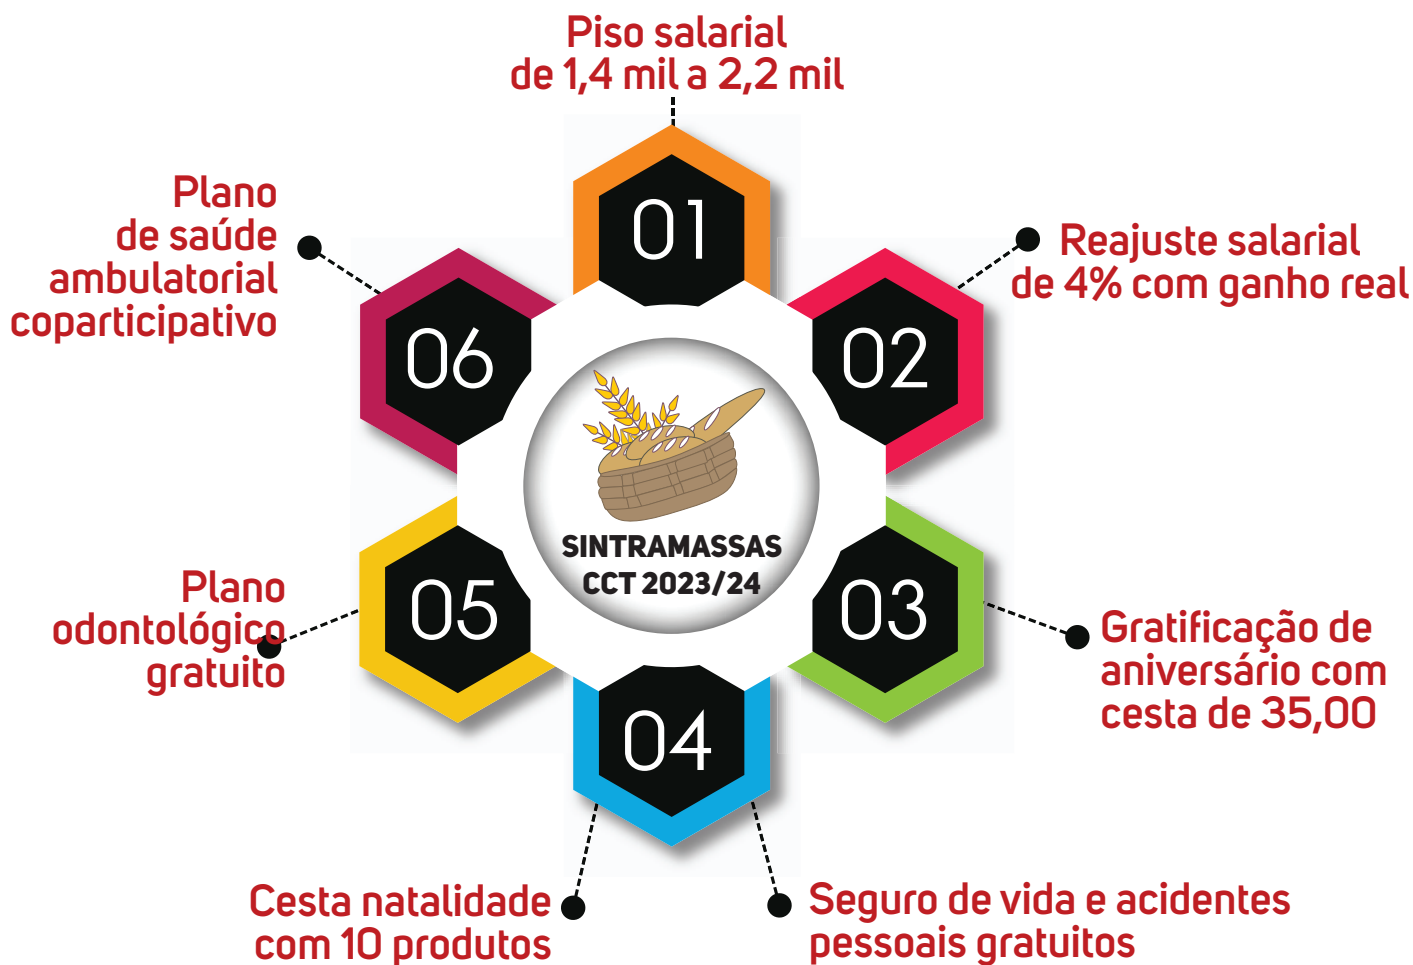 Piso salarial
de 1,4 mil a 2,2 mil
01
Reajuste salarial
de 4% com ganho real
02
Gratificação de
aniversário com
cesta de 35,00
03
Seguro de vida e acidentes
pessoais gratuitos
04
Cesta natalidade
com 10 produtos
Plano
odontológico
gratuito
05
Plano
de saúde
ambulatorial
coparticipativo
06
SINTRAMASSAS
CCT 2023/24